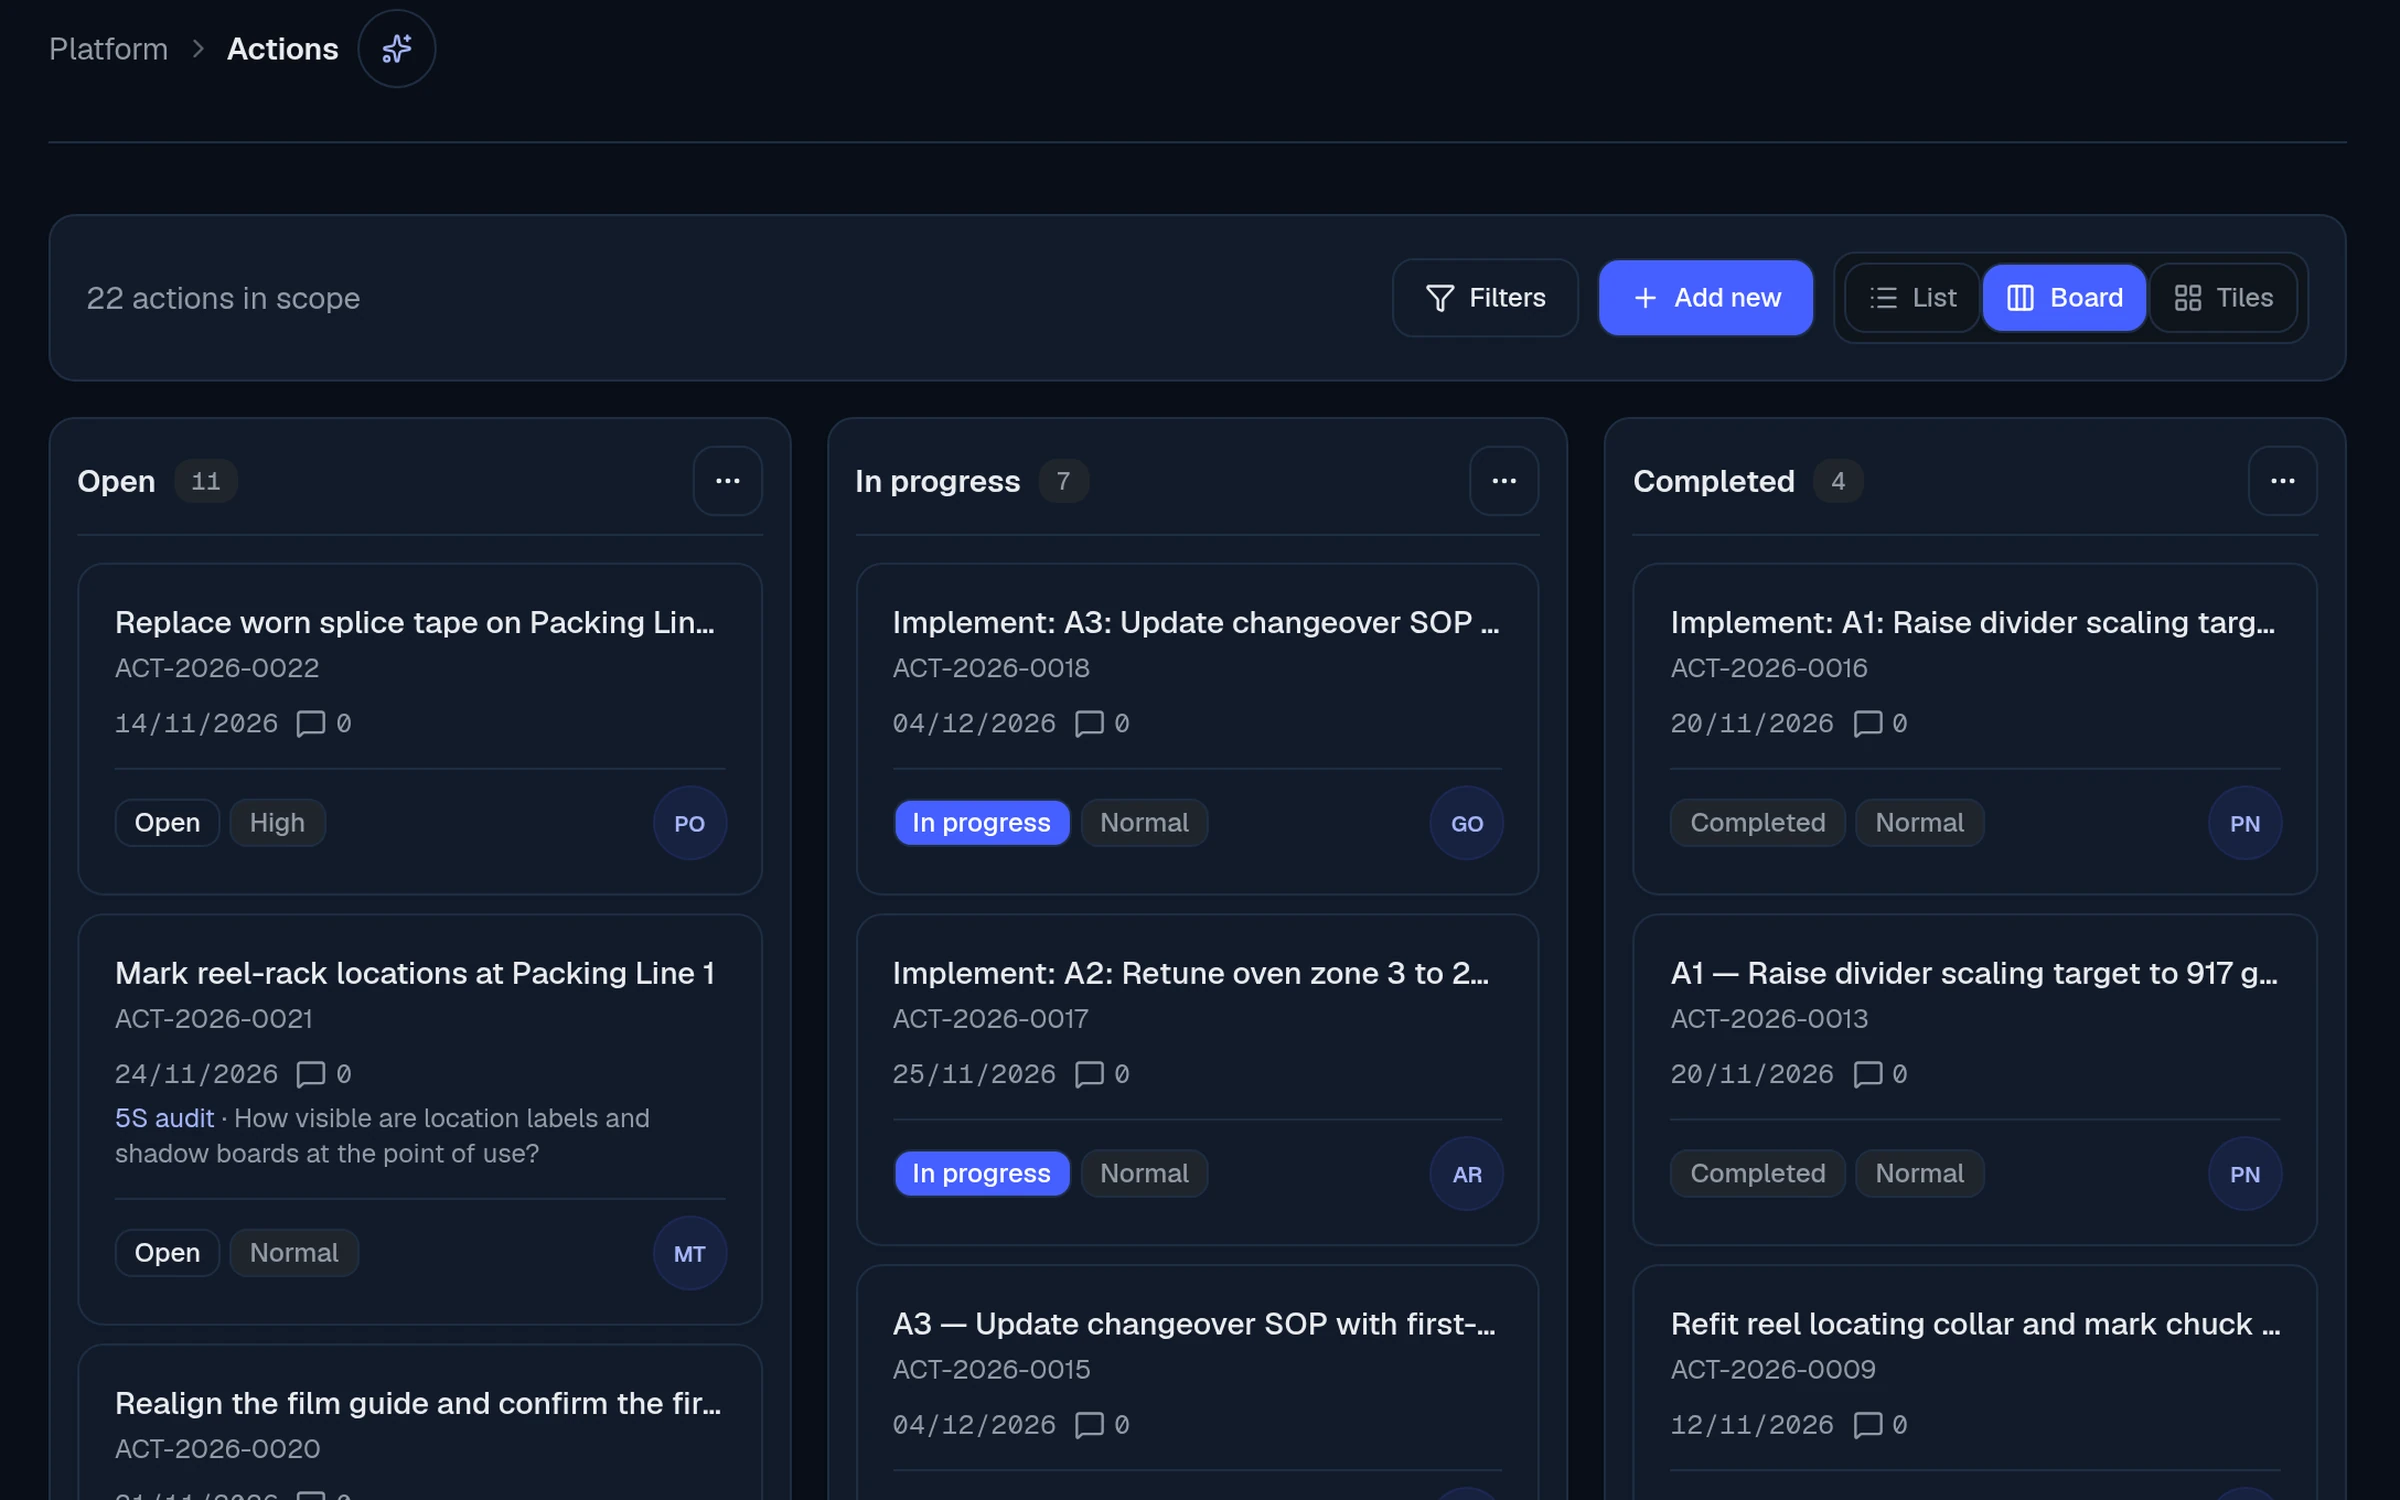 Platform > Actions
22 actions in scope
Filters
Add new
List
Board
Tiles
Open 11
Replace worn splice tape on Packing Lin...
ACT-2026-0022
14/11/2026 0
Open High PO
Mark reel-rack locations at Packing Line 1
ACT-2026-0021
24/11/2026 0
5S audit · How visible are location labels and
shadow boards at the point of use?
Open Normal MT
Realign the film guide and confirm the fir...
ACT-2026-0020
In progress 7
Implement: A3: Update changeover SOP ...
ACT-2026-0018
04/12/2026 0
In progress Normal GO
Implement: A2: Retune oven zone 3 to 2...
ACT-2026-0017
25/11/2026 0
In progress Normal AR
A3 — Update changeover SOP with first-...
ACT-2026-0015
04/12/2026 0
Completed 4
Implement: A1: Raise divider scaling targ...
ACT-2026-0016
20/11/2026 0
Completed Normal PN
A1 — Raise divider scaling target to 917 g...
ACT-2026-0013
20/11/2026 0
Completed Normal PN
Refit reel locating collar and mark chuck ...
ACT-2026-0009
12/11/2026 0